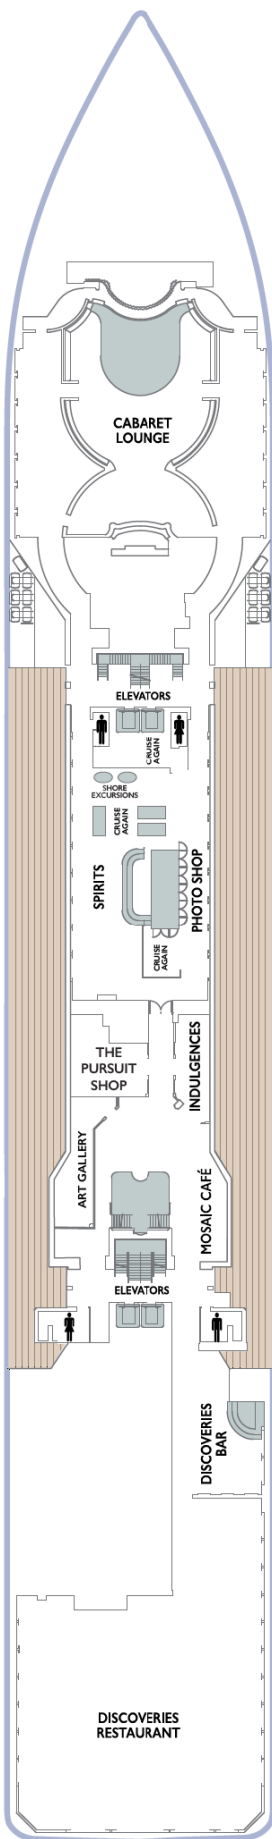 CABARET
LOUNGE
ELEVATORS
CRUISE
AGAIN
SHORE
EXCURSIONS
CRUISE
AGAIN
SPIRITS
PHOTO SHOP
CRUISE
AGAIN
THE
PURSUIT
SHOP
INDULGENCES
ART GALLERY
MOSAIC CAFÉ
ELEVATORS
DISCOVERIES
BAR
DISCOVERIES
RESTAURANT